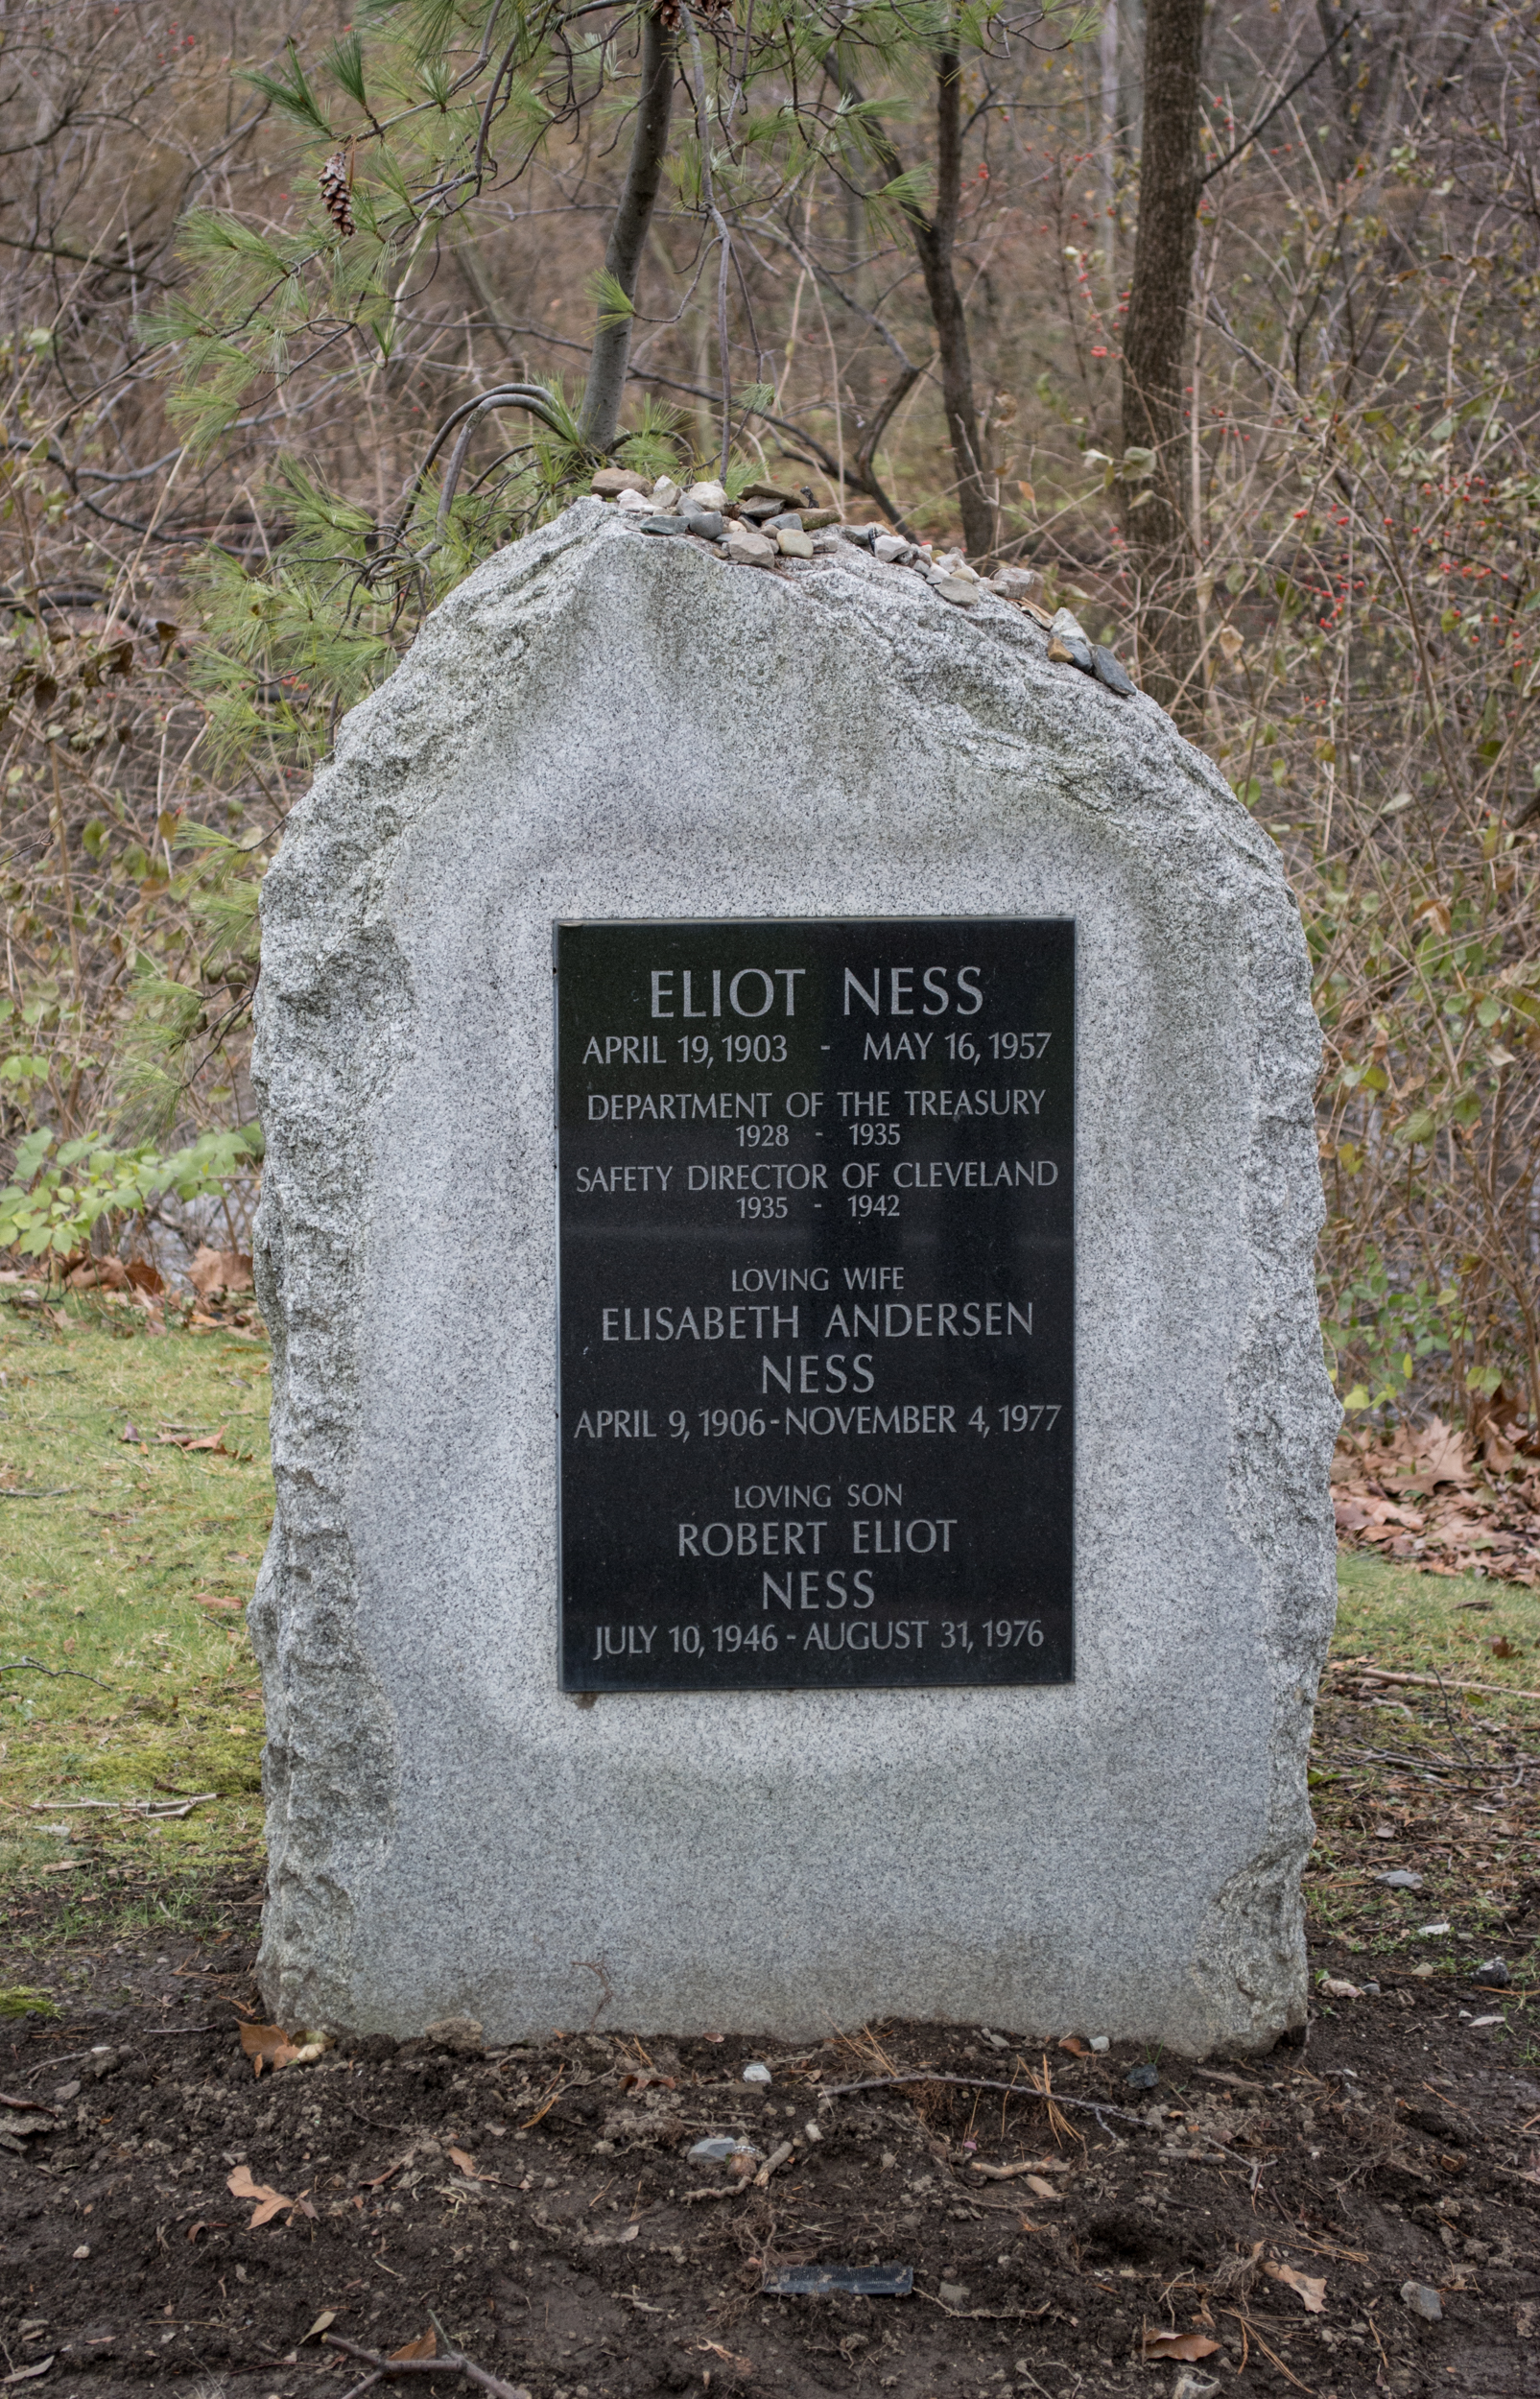 ELIOT NESS
APRIL 19, 1903 - MAY 16, 1957
DEPARTMENT OF THE TREASURY
1928 - 1935
SAFETY DIRECTOR OF CLEVELAND
1935 - 1942
LOVING WIFE
ELISABETH ANDERSEN
NESS
APRIL 9, 1906 - NOVEMBER 4, 1977
LOVING SON
ROBERT ELIOT
NESS
JULY 10, 1946 - AUGUST 31, 1976